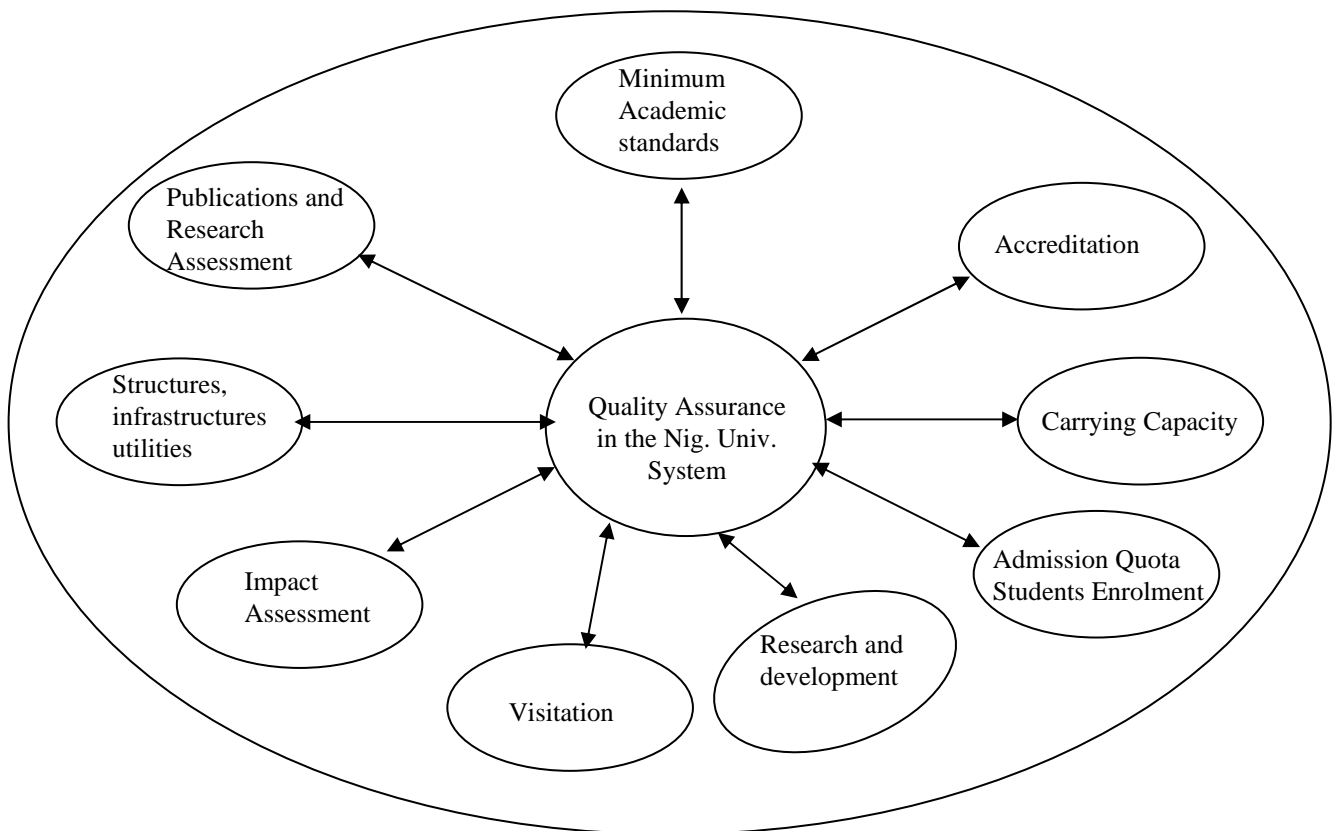 Minimum
Academic
standards
Publications and
Research
Assessment
Accreditation
Structures,
infrastructures
utilities
Quality Assurance
in the Nig. Univ.
System
Carrying Capacity
Admission Quota
Students Enrolment
Impact
Assessment
Research and
development
Visitation